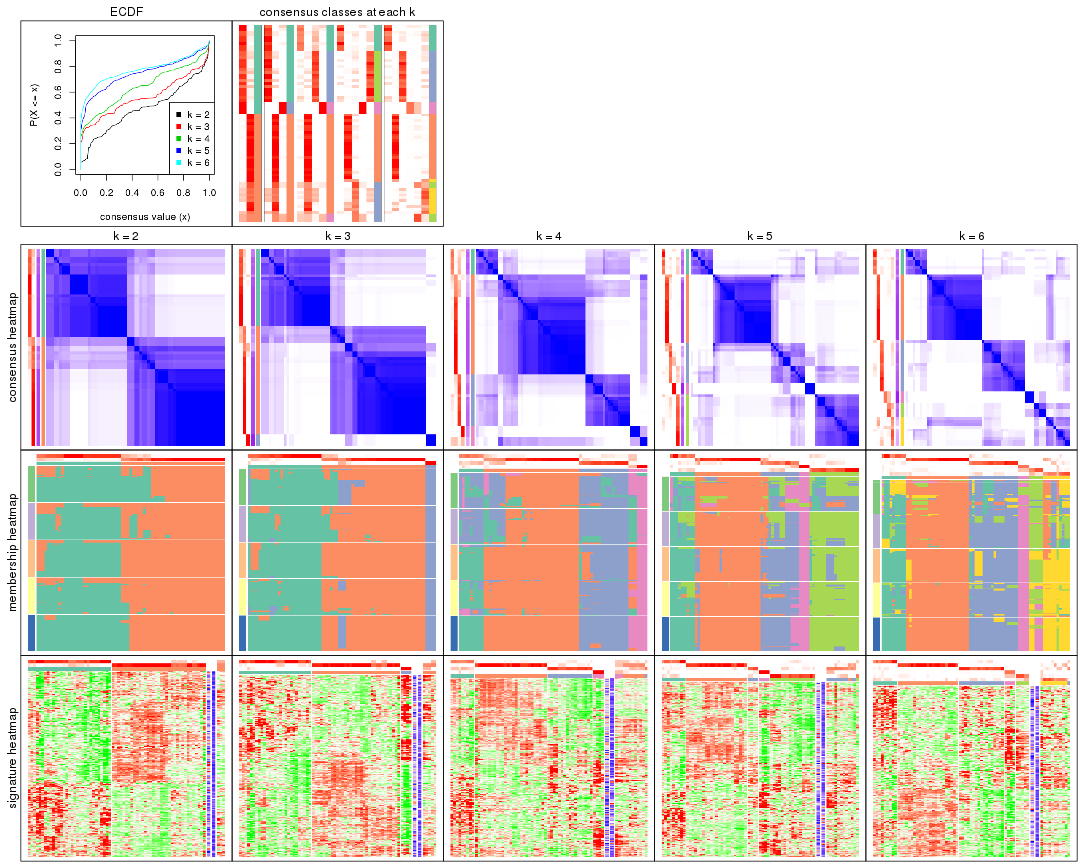 ECDF
consensus classes at each k
P(X <= x)
0.0 0.2 0.4 0.6 0.8 1.0
k = 2
k = 3
k = 4
k = 5
k = 6
0.0 0.2 0.4 0.6 0.8 1.0
consensus value (x)
k = 2 k = 3 k = 4 k = 5 k = 6
consensus heatmap
membership heatmap
signature heatmap